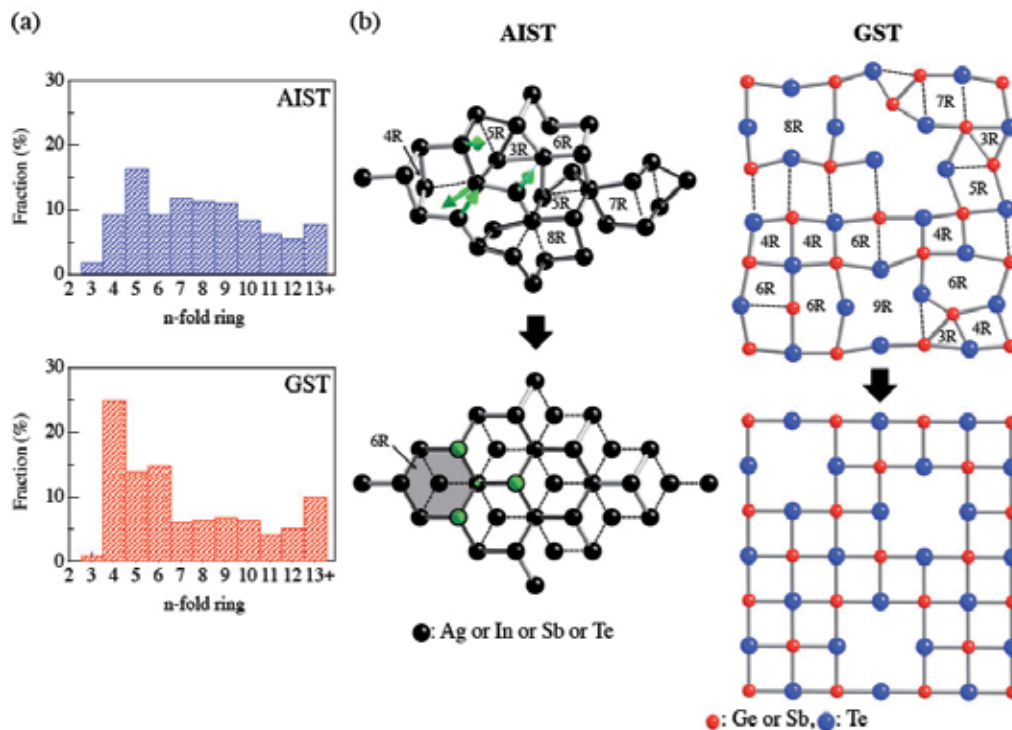 (a)
AIST
Fraction (%)
30
20
10
0
2 3 4 5 6 7 8 9 10 11 12 13+
n-fold ring
GST
Fraction (%)
30
20
10
0
2 3 4 5 6 7 8 9 10 11 12 13+
n-fold ring
(b)
AIST
4R
5R
3R
6R
5R
7R
8R
6R
: Ag or In or Sb or Te
GST
7R
8R
3R
5R
4R
4R
6R
4R
6R
6R
6R
9R
3R
4R
: Ge or Sb, : Te